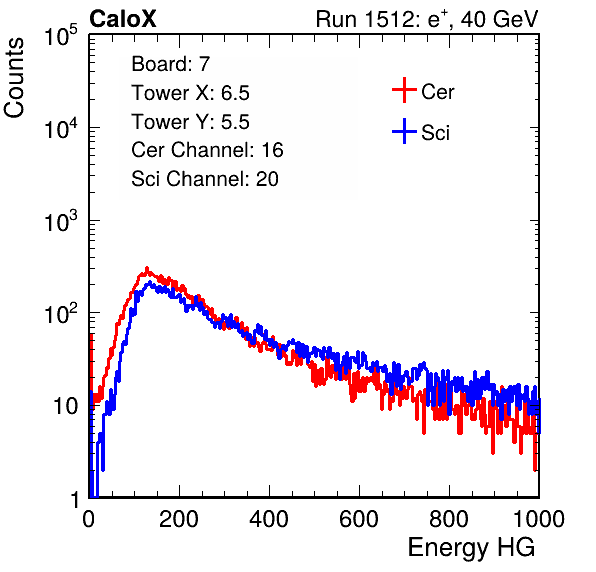 CaloX Run 1512: e⁺, 40 GeV
Counts
10⁵
10⁴
10³
10²
10
1
Board: 7
Tower X: 6.5
Tower Y: 5.5
Cer Channel: 16
Sci Channel: 20
Cer
Sci
0 200 400 600 800 1000
Energy HG